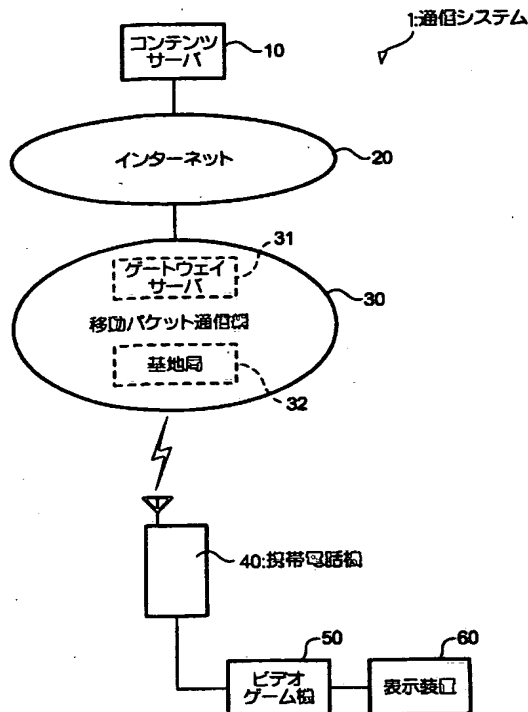 1:通信システム
コンテンツ
サーバ
10
インターネット
20
31
ゲートウェイ
サーバ
30
移動パケット通信網
基地局
32
40:携帯電話機
50
60
ビデオ
ゲーム機
表示装置